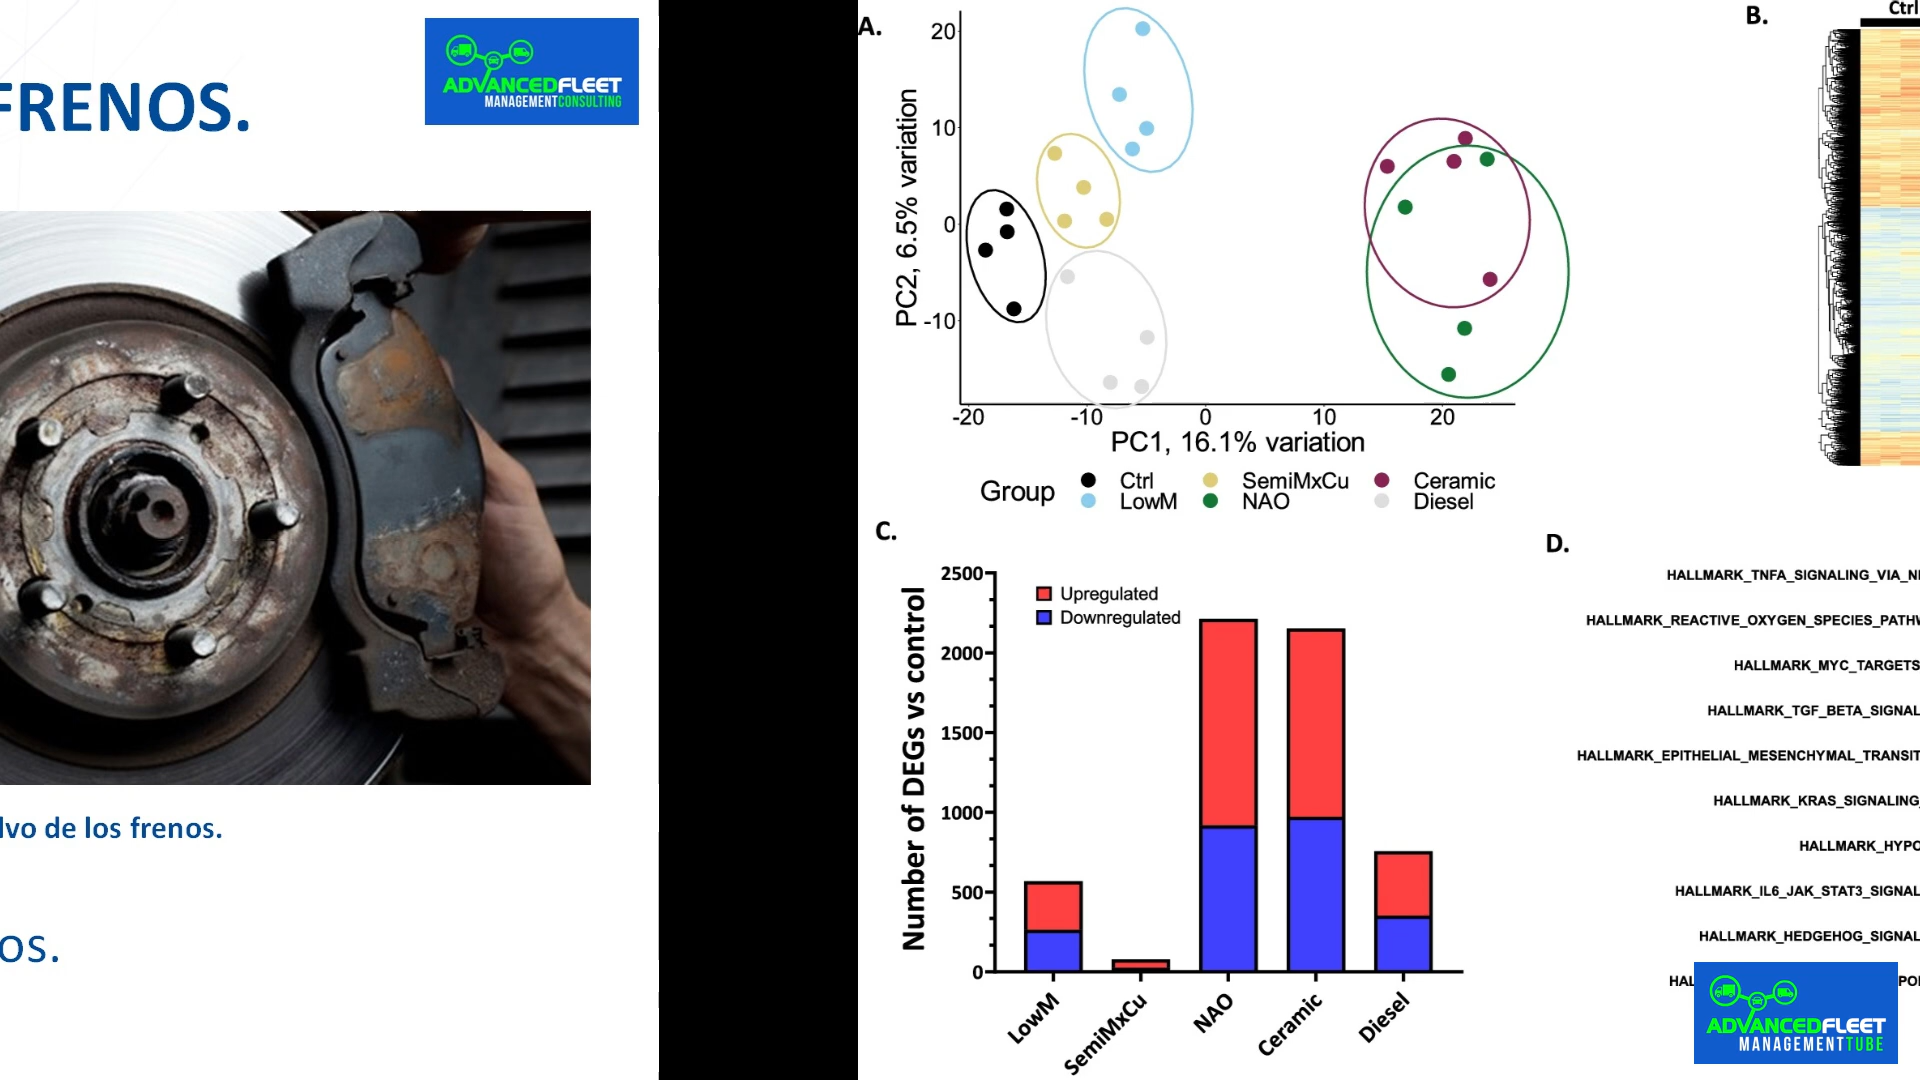 FRENOS.
ADVANCEDFLEET
MANAGEMENTCONSULTING
lvo de los frenos.
os.
A.
20
10
0
-10
PC2, 6.5% variation
-20 -10 0 10 20
PC1, 16.1% variation
Group
Ctrl SemiMxCu Ceramic
LowM NAO Diesel
B.
Ctrl
C.
Number of DEGs vs control
2500
2000
1500
1000
500
0
Upregulated
Downregulated
LowM SemiMxCu NAO Ceramic Diesel
D.
HALLMARK_TNFA_SIGNALING_VIA_N
HALLMARK_REACTIVE_OXYGEN_SPECIES_PATHW
HALLMARK_MYC_TARGETS
HALLMARK_TGF_BETA_SIGNAL
HALLMARK_EPITHELIAL_MESENCHYMAL_TRANSIT
HALLMARK_KRAS_SIGNALING_
HALLMARK_HYPO
HALLMARK_IL6_JAK_STAT3_SIGNAL
HALLMARK_HEDGEHOG_SIGNAL
HAL
ADVANCEDFLEET
MANAGEMENTTUBE